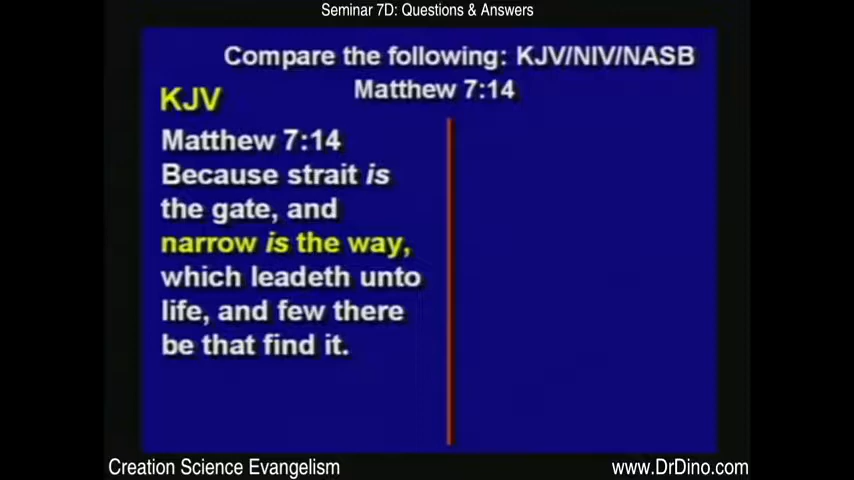 Seminar 7D: Questions & Answers
Compare the following: KJV/NIV/NASB
Matthew 7:14
KJV
Matthew 7:14
Because strait is
the gate, and
narrow is the way,
which leadeth unto
life, and few there
be that find it.
Creation Science Evangelism
www.DrDino.com